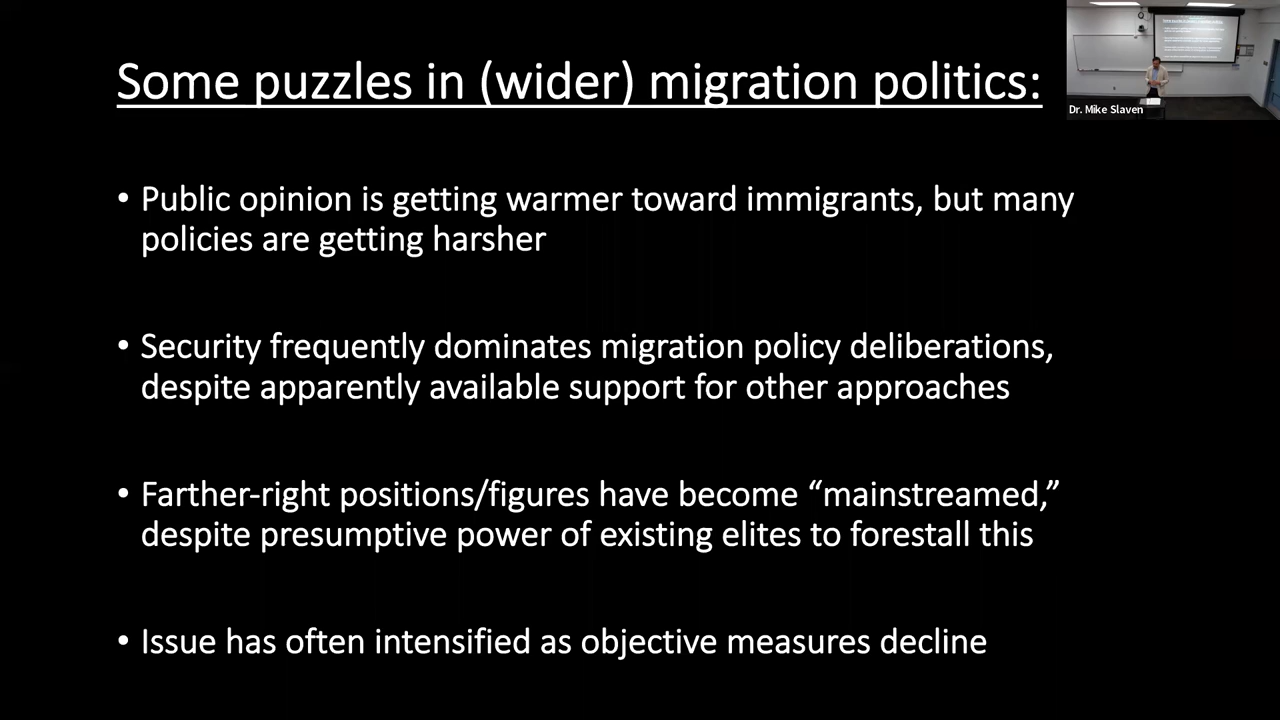 Some puzzles in (wider) migration politics:
Dr. Mike Slaven
• Public opinion is getting warmer toward immigrants, but many
policies are getting harsher
• Security frequently dominates migration policy deliberations,
despite apparently available support for other approaches
• Farther-right positions/figures have become “mainstreamed,”
despite presumptive power of existing elites to forestall this
• Issue has often intensified as objective measures decline